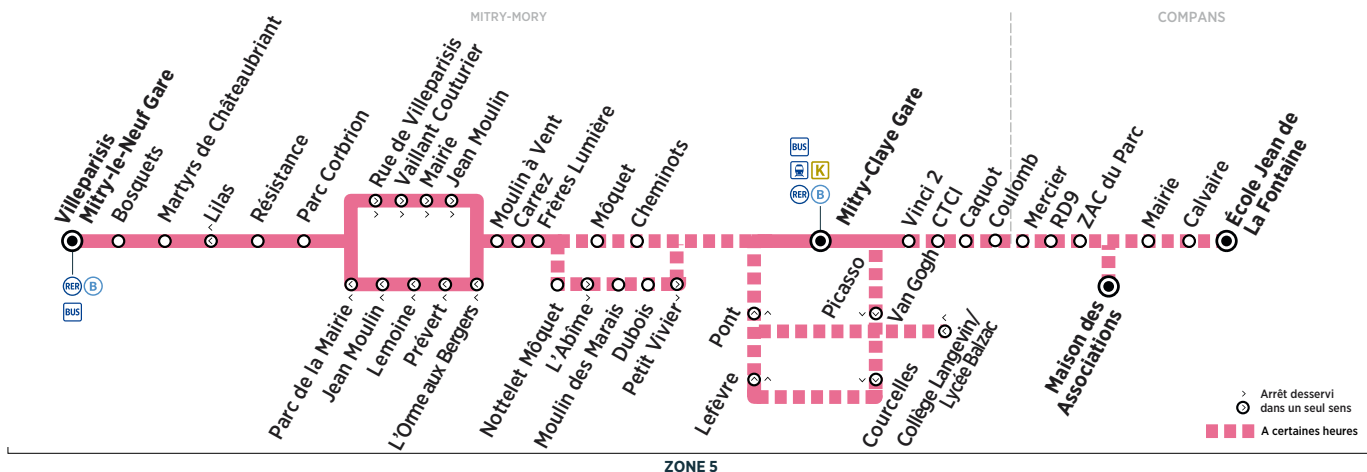 MITRY-MORY
COMPANS
Villeparisis
Mitry-le-Neuf Gare
Bosquets
Martyrs de Châteaubriant
Lilas
Résistance
Parc Corbrion
Rue de Villeparisis
Vaillant Couturier
Mairie
Jean Moulin
Moulin à Vent
Carrez
Frères Lumière
Môquet
Cheminots
BUS
K
RER B
Mitry-Claye Gare
Vinci 2
CTCI
Caquot
Coulomb
Mercier
RD9
ZAC du Parc
Mairie
Calvaire
École Jean de
La Fontaine
RER B
BUS
Parc de la Mairie
Jean Moulin
Lemoine
Prévert
L'Orme aux Bergers
Nottelet Môquet
L'Abîme
Moulin des Marais
Dubois
Petit Vivier
Pont
Lefèvre
Picasso
Van Gogh
Courcelles
Collège Langevin/
Lycée Balzac
Maison des
Associations
Arrêt desservi
dans un seul sens
A certaines heures
ZONE 5